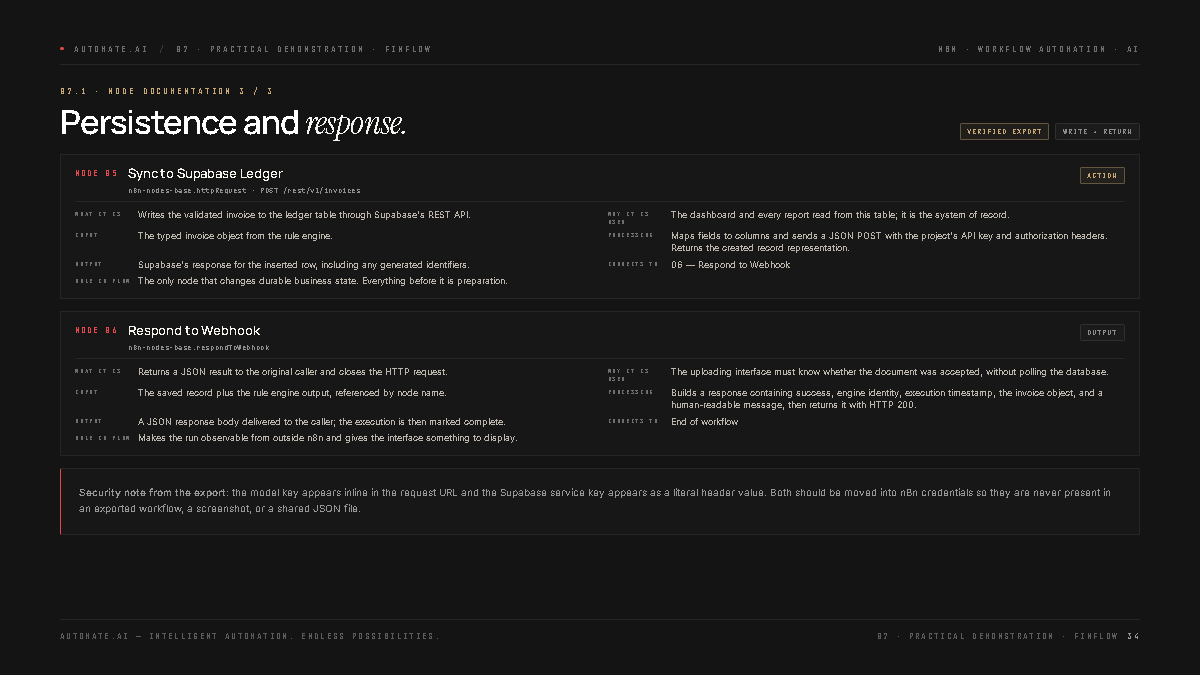 AUTOMATE.AI / 07 · PRACTICAL DEMONSTRATION · FINFLOW
N8N · WORKFLOW AUTOMATION · AI
07.1 · NODE DOCUMENTATION 3 / 3
Persistence and response.
VERIFIED EXPORT
WRITE · RETURN
NODE 05
Sync to Supabase Ledger
ACTION
n8n-nodes-base.httpRequest · POST /rest/v1/invoices
WHAT IT IS
Writes the validated invoice to the ledger table through Supabase's REST API.
WHY IT IS
USED
The dashboard and every report read from this table; it is the system of record.
INPUT
The typed invoice object from the rule engine.
PROCESSING
Maps fields to columns and sends a JSON POST with the project's API key and authorization headers.
Returns the created record representation.
OUTPUT
Supabase's response for the inserted row, including any generated identifiers.
CONNECTS TO
06 — Respond to Webhook
ROLE IN FLOW
The only node that changes durable business state. Everything before it is preparation.
NODE 06
Respond to Webhook
OUTPUT
n8n-nodes-base.respondToWebhook
WHAT IT IS
Returns a JSON result to the original caller and closes the HTTP request.
WHY IT IS
USED
The uploading interface must know whether the document was accepted, without polling the database.
INPUT
The saved record plus the rule engine output, referenced by node name.
PROCESSING
Builds a response containing success, engine identity, execution timestamp, the invoice object, and a
human-readable message, then returns it with HTTP 200.
OUTPUT
A JSON response body delivered to the caller; the execution is then marked complete.
CONNECTS TO
End of workflow
ROLE IN FLOW
Makes the run observable from outside n8n and gives the interface something to display.
Security note from the export: the model key appears inline in the request URL and the Supabase service key appears as a literal header value. Both should be moved into n8n credentials so they are never present in
an exported workflow, a screenshot, or a shared JSON file.
AUTOMATE.AI — INTELLIGENT AUTOMATION. ENDLESS POSSIBILITIES.
07 · PRACTICAL DEMONSTRATION · FINFLOW 34